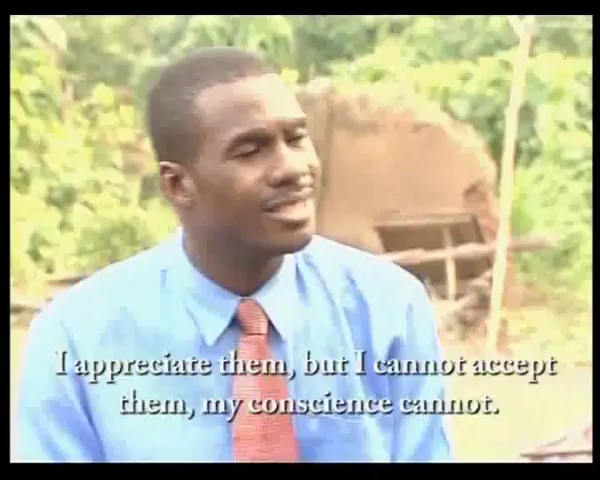 I appreciate them, but I cannot accept
them, my conscience cannot.